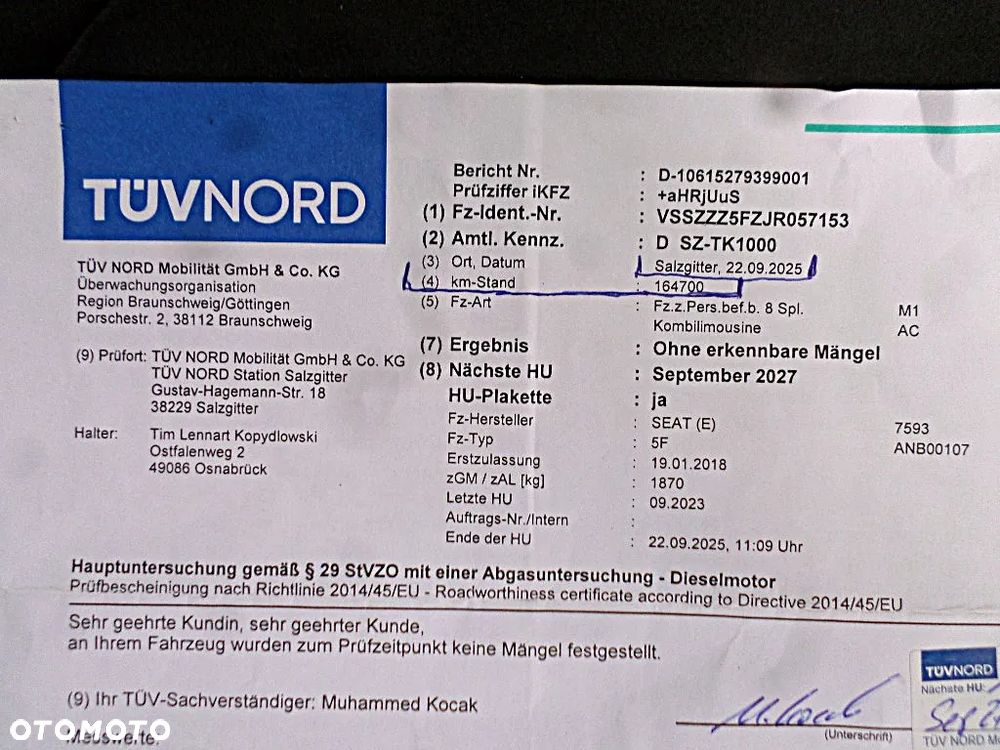 TÜVNORD
TÜV NORD Mobilität GmbH & Co. KG
Überwachungsorganisation
Region Braunschweig/Göttingen
Porschestr. 2, 38112 Braunschweig
(9) Prüfort: TÜV NORD Mobilität GmbH & Co. KG
TÜV NORD Station Salzgitter
Gustav-Hagemann-Str. 18
38229 Salzgitter
Halter: Tim Lennart Kopydlowski
Ostfalenweg 2
49086 Osnabrück
Bericht Nr. : D-10615279399001
Prüfziffer iKFZ : +aHRjUuS
(1) Fz-Ident.-Nr. : VSSZZZ5FZJR057153
(2) Amtl. Kennz. : D SZ-TK1000
(3) Ort, Datum : Salzgitter, 22.09.2025
(4) km-Stand : 164700
(5) Fz-Art : Fz.z.Pers.bef.b. 8 Spl. M1
Kombilimousine AC
(7) Ergebnis : Ohne erkennbare Mängel
(8) Nächste HU : September 2027
HU-Plakette : ja
Fz-Hersteller : SEAT (E) 7593
Fz-Typ : 5F ANB00107
Erstzulassung : 19.01.2018
zGM / zAL [kg] : 1870
Letzte HU : 09.2023
Auftrags-Nr./Intern :
Ende der HU : 22.09.2025, 11:09 Uhr
Hauptuntersuchung gemäß § 29 StVZO mit einer Abgasuntersuchung - Dieselmotor
Prüfbescheinigung nach Richtlinie 2014/45/EU - Roadworthiness certificate according to Directive 2014/45/EU
Sehr geehrte Kundin, sehr geehrter Kunde,
an Ihrem Fahrzeug wurden zum Prüfzeitpunkt keine Mängel festgestellt.
(9) Ihr TÜV-Sachverständiger: Muhammed Kocak
M. Kocak
(Unterschrift)
TÜVNORD
Nächste HU:
TÜV NORD
Messwerte:
OTOMOTO